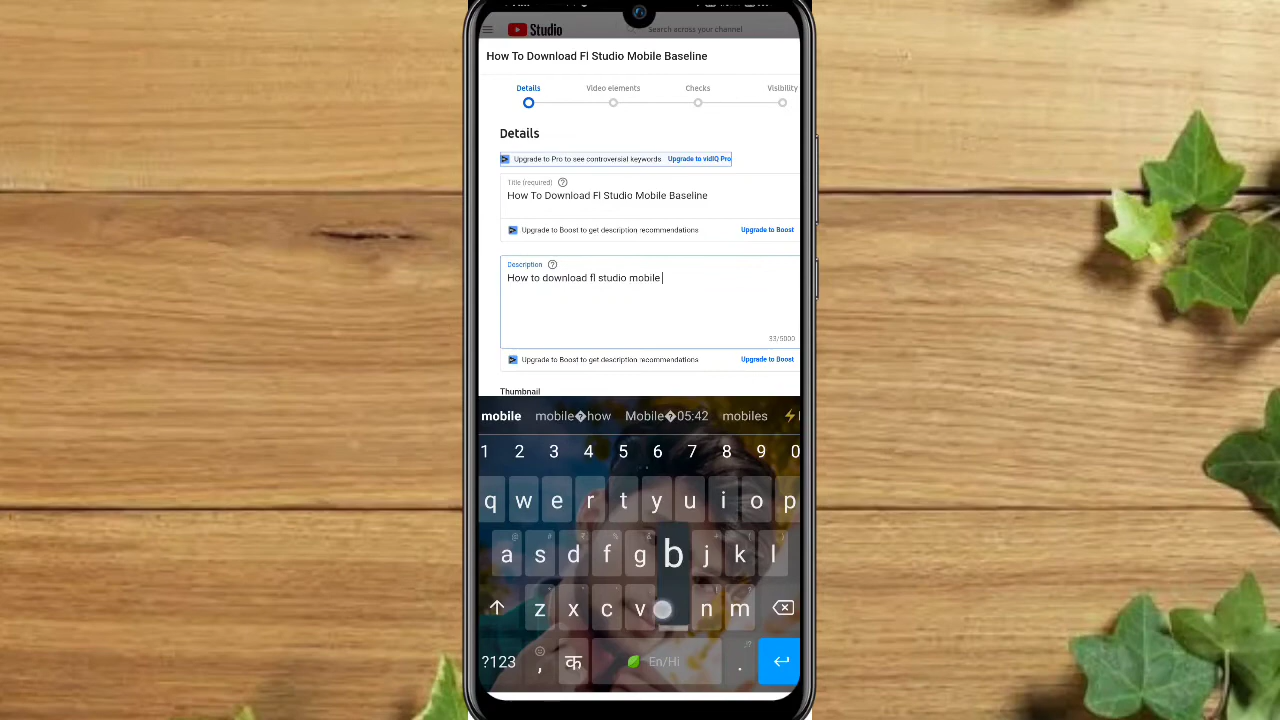 Studio
Search across your channel
How To Download Fl Studio Mobile Baseline
Details
Video elements
Checks
Visibility
Details
Upgrade to Pro to see controversial keywords Upgrade to vidIQ Pro
Title (required)
How To Download Fl Studio Mobile Baseline
Upgrade to Boost to get description recommendations Upgrade to Boost
Description
How to download fl studio mobile
33/5000
Upgrade to Boost to get description recommendations Upgrade to Boost
Thumbnail
mobile mobile�how Mobile�05:42 mobiles
1 2 3 4 5 6 7 8 9 0
q w e r t y u i o p
a s d f g b j k l
z x c v n m
?123 , क En/Hi .